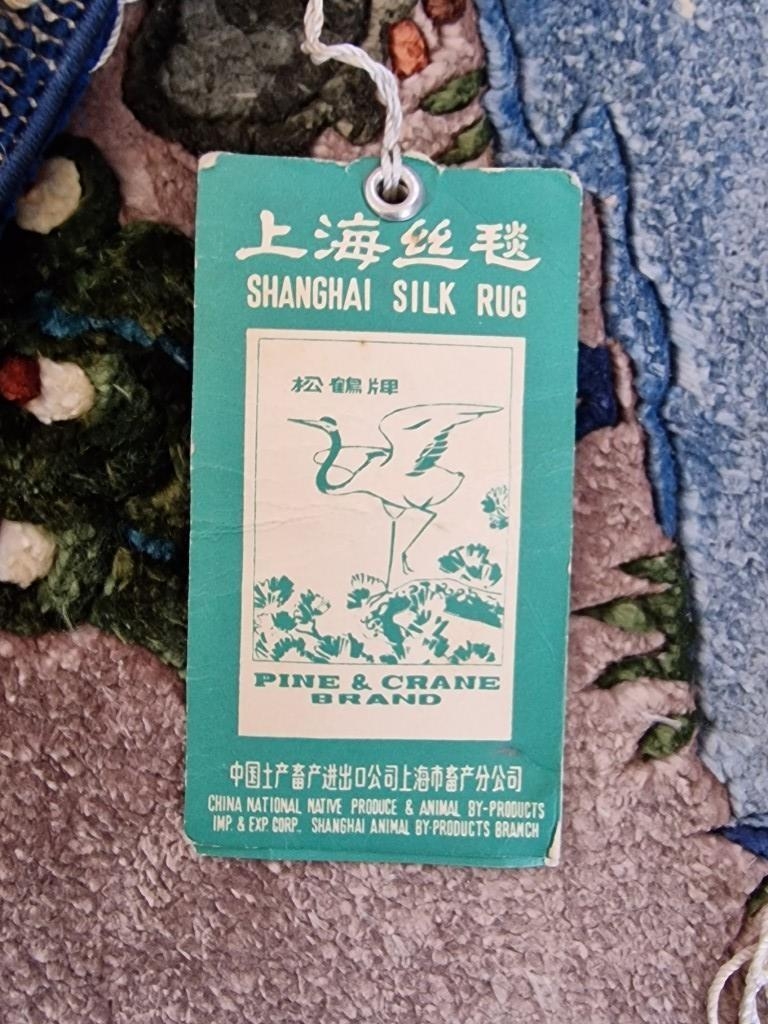 上海丝毯
SHANGHAI SILK RUG
松鶴牌
PINE & CRANE
BRAND
中国土产畜产进出口公司上海市畜产分公司
CHINA NATIONAL NATIVE PRODUCE & ANIMAL BY-PRODUCTS
IMP. & EXP. CORP., SHANGHAI ANIMAL BY-PRODUCTS BRANCH